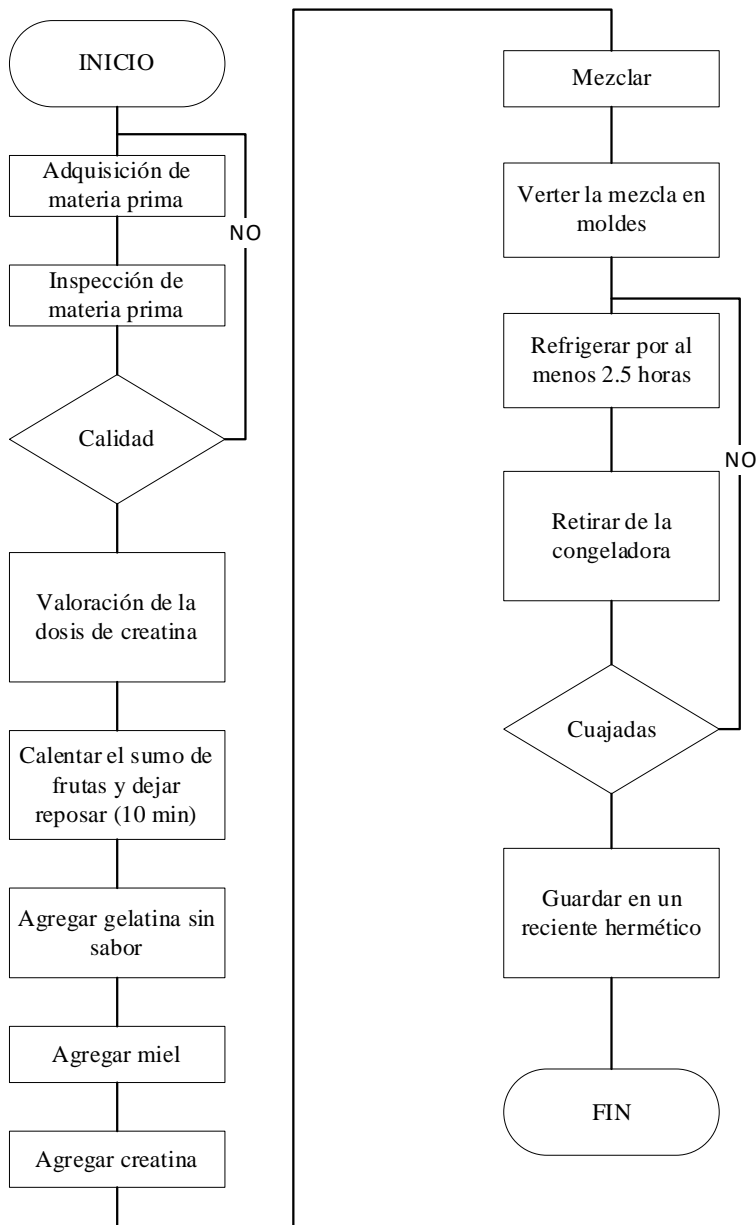 INICIO
Adquisición de
materia prima
NO
Inspección de
materia prima
Calidad
Valoración de la
dosis de creatina
Calentar el sumo de
frutas y dejar
reposar (10 min)
Agregar gelatina sin
sabor
Agregar miel
Agregar creatina
Mezclar
Verter la mezcla en
moldes
Refrigerar por al
menos 2.5 horas
NO
Retirar de la
congeladora
Cuajadas
Guardar en un
reciente hermético
FIN